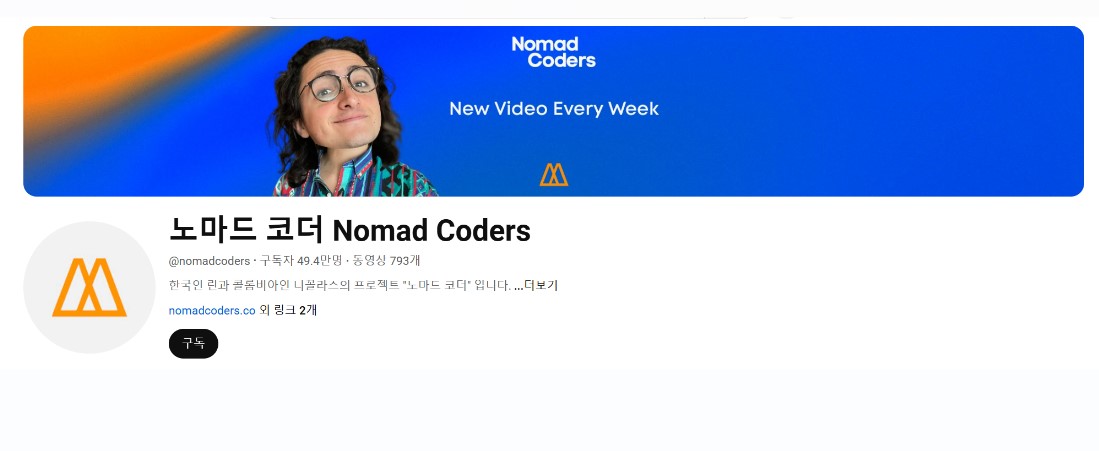 Nomad
Coders
New Video Every Week
노마드 코더 Nomad Coders
@nomadcoders · 구독자 49.4만명 · 동영상 793개
한국인 린과 콜롬비아인 니꼴라스의 프로젝트 "노마드 코더" 입니다. ...더보기
nomadcoders.co 외 링크 2개
구독